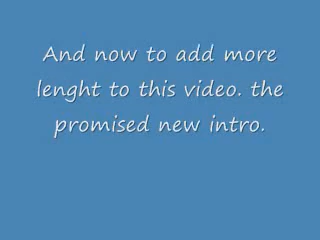 And now to add more
lenght to this video. the
promised new intro.